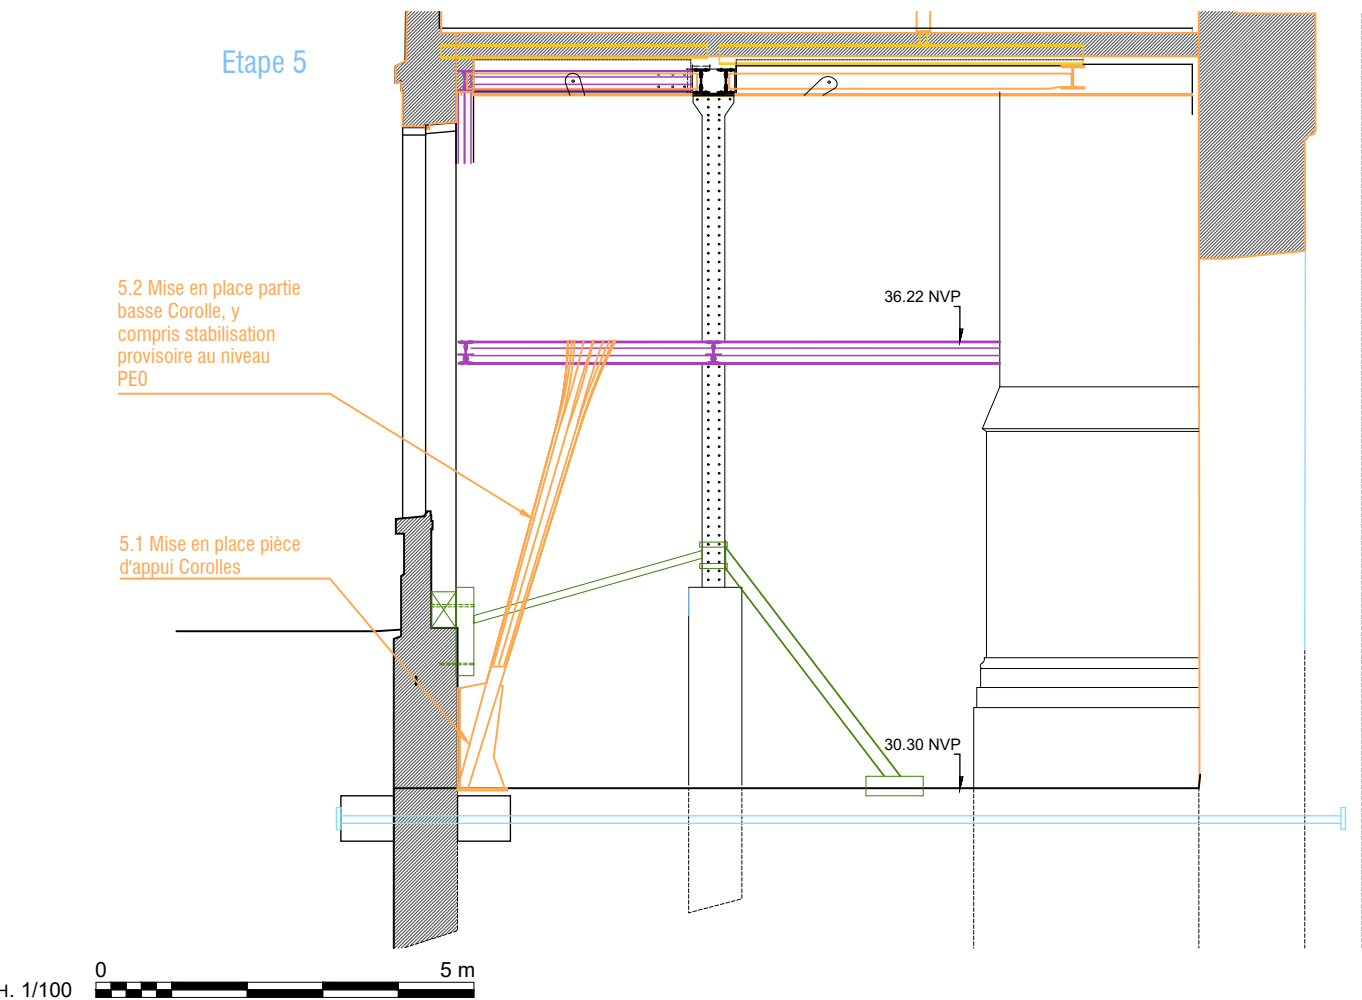 Etape 5
5.2 Mise en place partie
basse Corolle, y
compris stabilisation
provisoire au niveau
PE0
36.22 NVP
5.1 Mise en place pièce
d'appui Corolles
30.30 NVP
0
5 m
H. 1/100